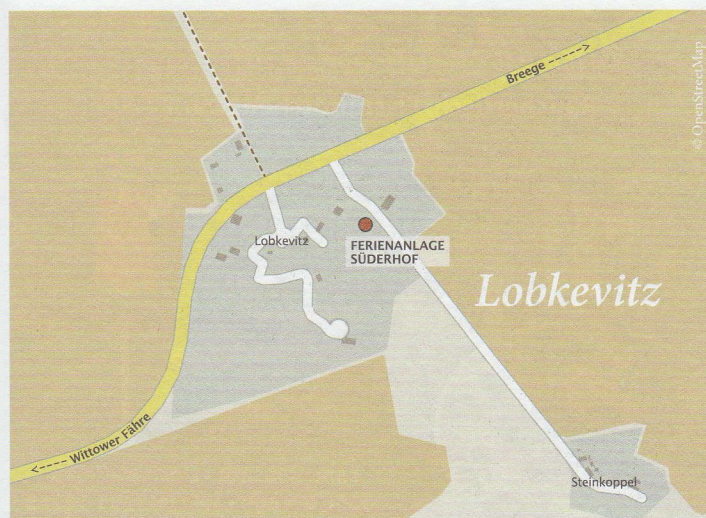 Breege ---->
© OpenStreetMap
Lobkevitz
FERIENANLAGE
SÜDERHOF
Lobkevitz
<---- Wittower Fähre
Steinkoppel